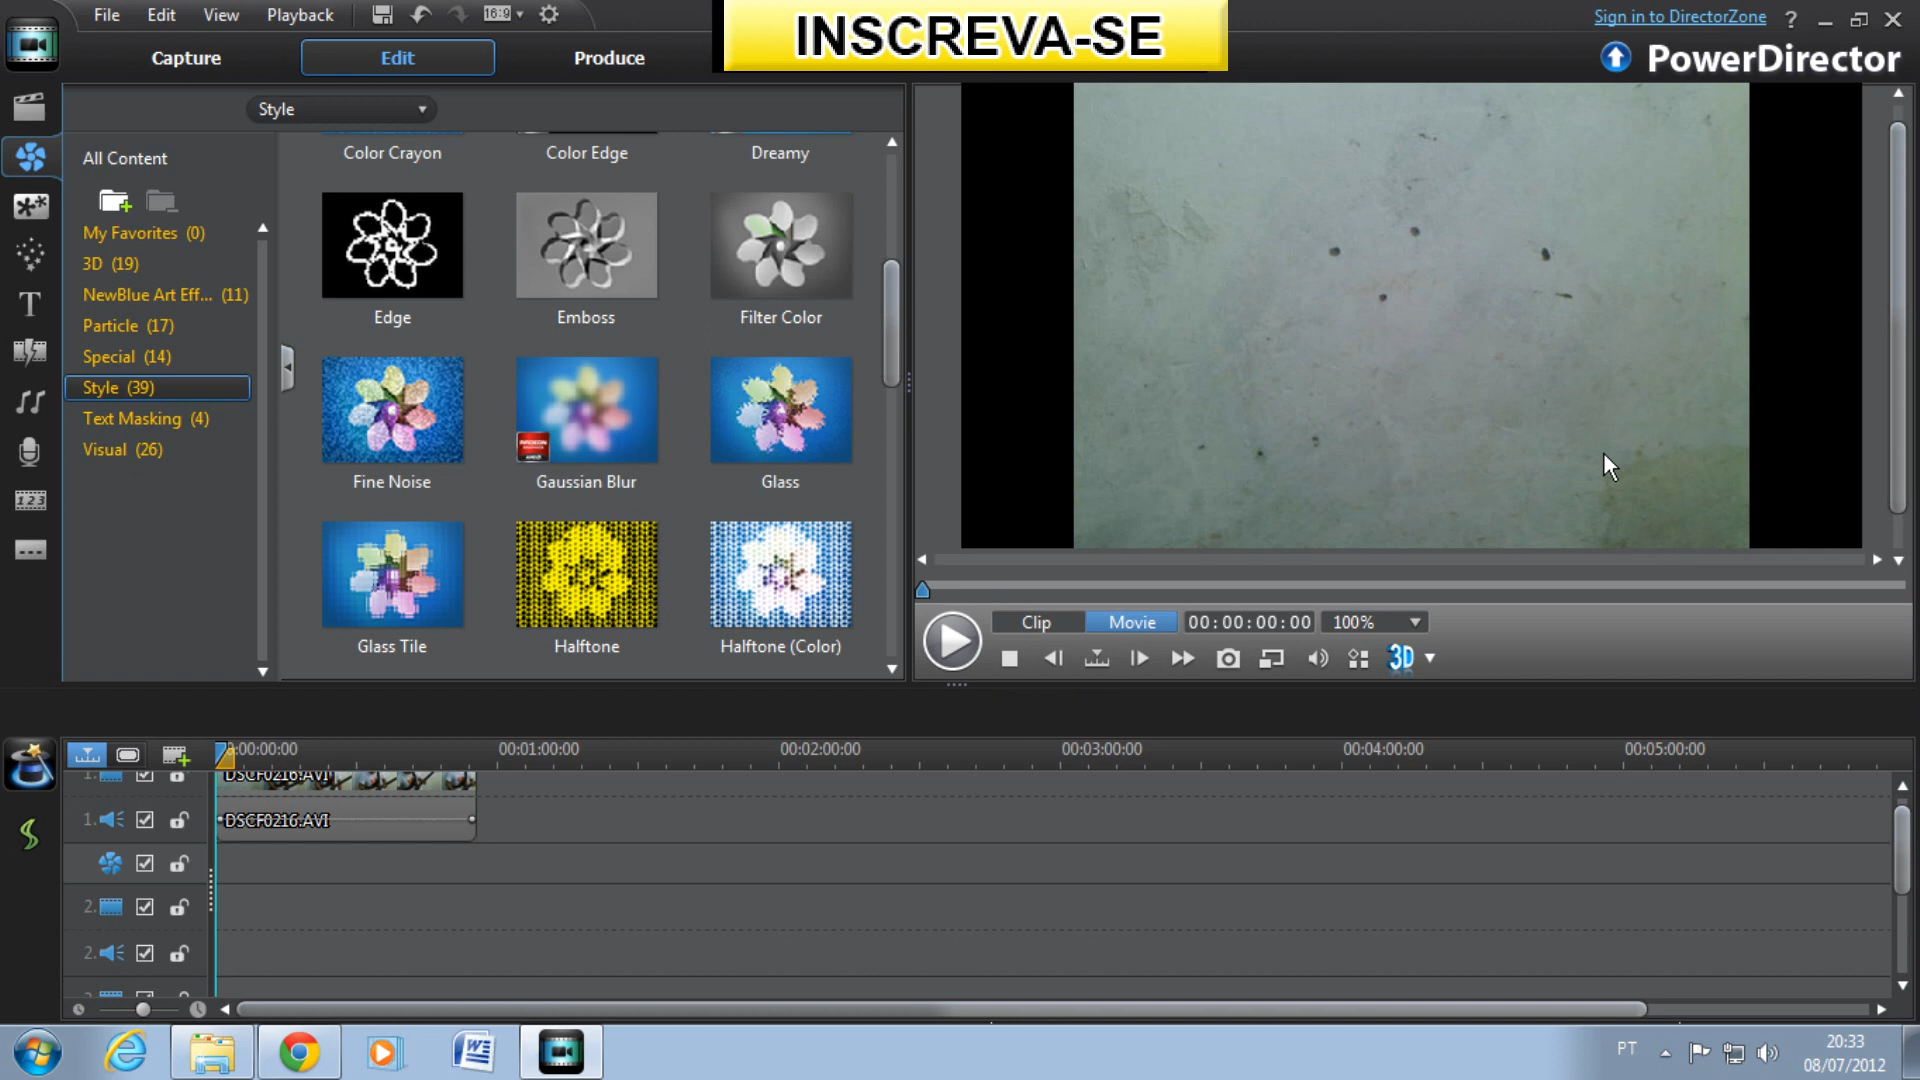 File Edit View Playback 16:9
INSCREVA-SE
Sign in to DirectorZone ?
Capture Edit Produce
PowerDirector
Style
All Content
My Favorites (0)
3D (19)
NewBlue Art Eff... (11)
Particle (17)
Special (14)
Style (39)
Text Masking (4)
Visual (26)
Color Crayon Color Edge Dreamy
Edge Emboss Filter Color
Fine Noise Gaussian Blur Glass
Glass Tile Halftone Halftone (Color)
RADEON
AMD
Clip Movie 00:00:00:00 100%
3D
0:00:00:00 00:01:00:00 00:02:00:00 00:03:00:00 00:04:00:00 00:05:00:00
1. DSCF0216.AVI
1. DSCF0216.AVI
2.
2.
PT
20:33
08/07/2012